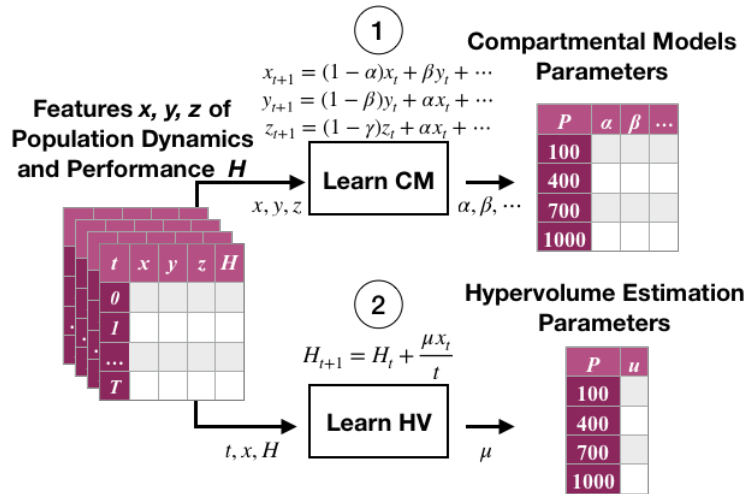 1
x_{t+1} = (1 − α)x_t + βy_t + ⋯
y_{t+1} = (1 − β)y_t + αx_t + ⋯
z_{t+1} = (1 − γ)z_t + αx_t + ⋯
Compartmental Models
Parameters
Features x, y, z of
Population Dynamics
and Performance H
Learn CM
x, y, z
α, β, ⋯
P α β ...
100
400
700
1000
t x y z H
0
1
...
T
2
H_{t+1} = H_t + μx_t / t
Hypervolume Estimation
Parameters
Learn HV
t, x, H
μ
P u
100
400
700
1000